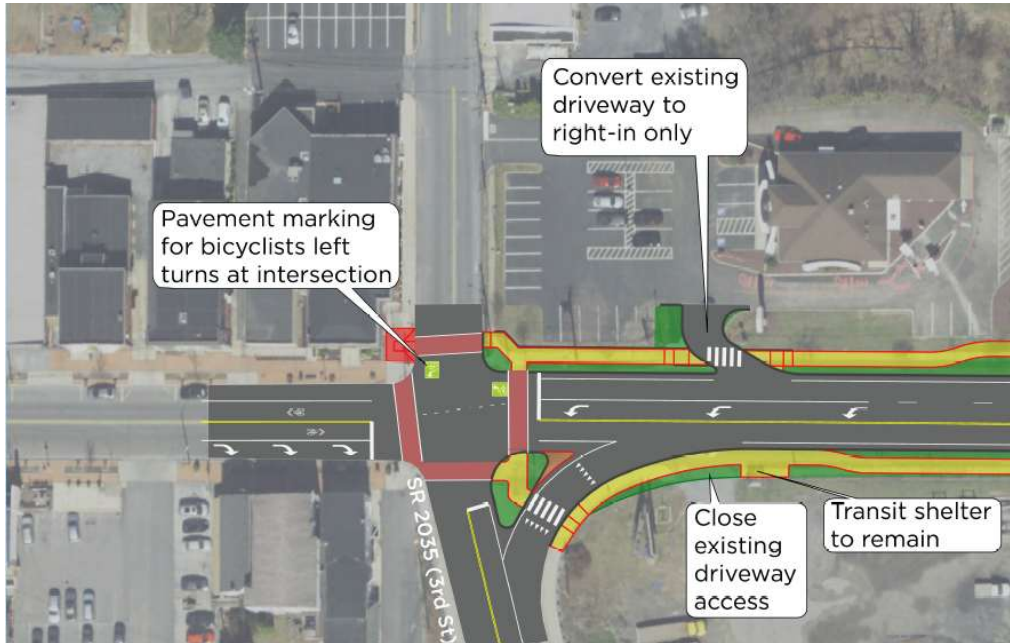 Convert existing
driveway to
right-in only
Pavement marking
for bicyclists left
turns at intersection
SR 2035 (3rd St)
Close
existing
driveway
access
Transit shelter
to remain